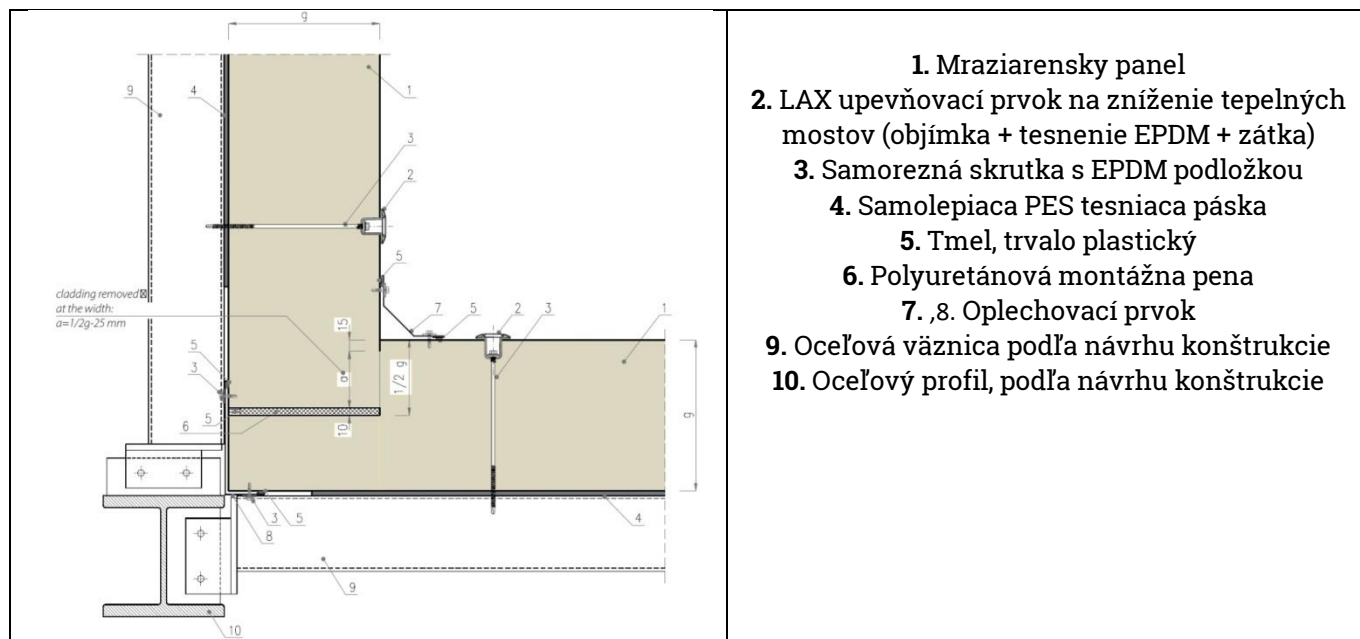 g
9
4
1
3
2
cladding removed
at the width:
a=1/2g-25 mm
5
7
5
2
3
1
15
a
1/2 g
g
5
3
5
6
10
3
5
8
4
9
10
1. Mraziarensky panel
2. LAX upevňovací prvok na zníženie tepelných
mostov (objímka + tesnenie EPDM + zátka)
3. Samorezná skrutka s EPDM podložkou
4. Samolepiaca PES tesniaca páska
5. Tmel, trvalo plastický
6. Polyuretánová montážna pena
7. ,8. Oplechovací prvok
9. Oceľová väznica podľa návrhu konštrukcie
10. Oceľový profil, podľa návrhu konštrukcie